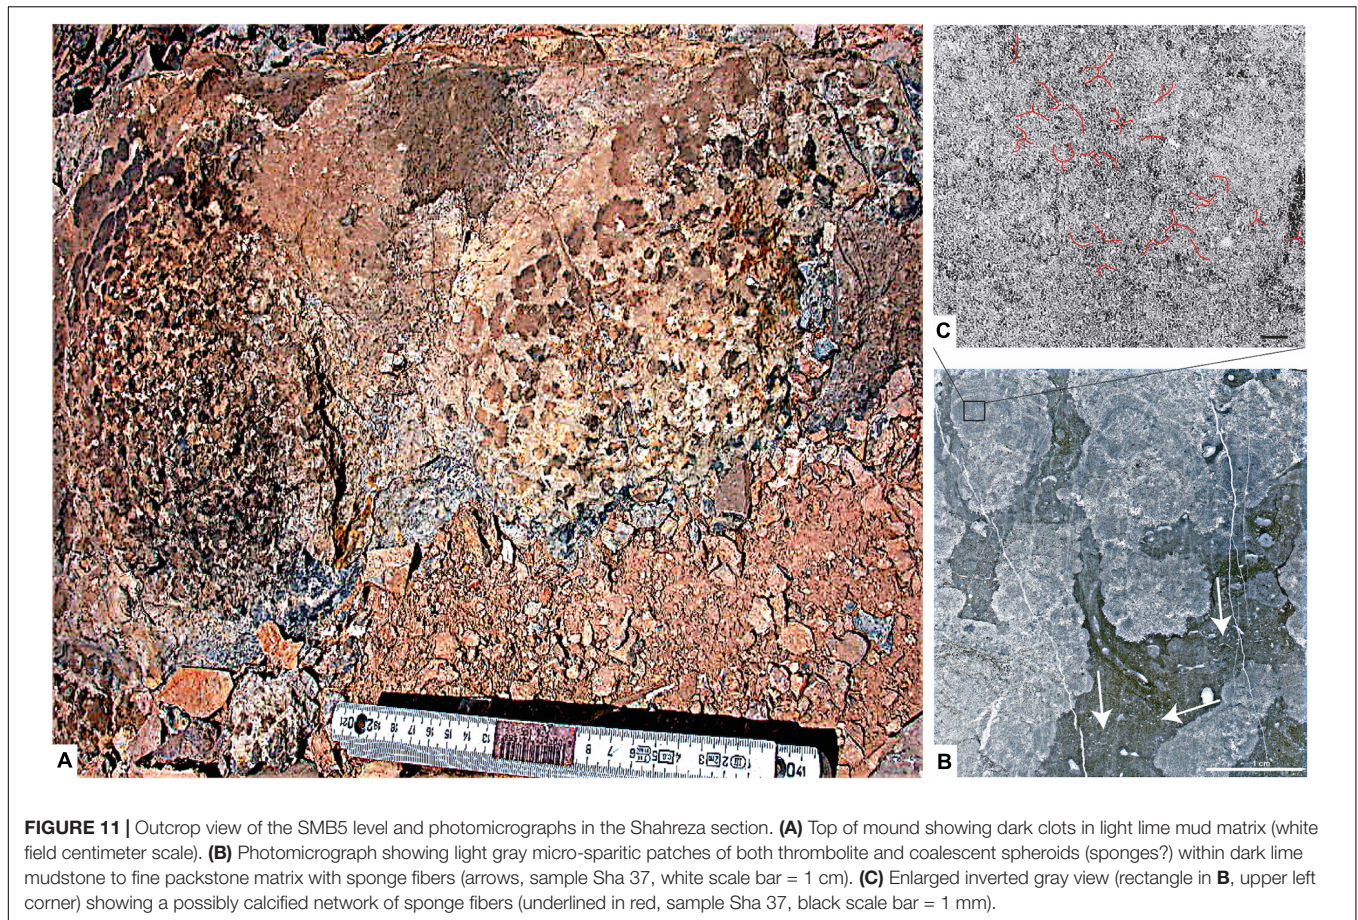 C
A
B
1 cm
FIGURE 11 | Outcrop view of the SMB5 level and photomicrographs in the Shahreza section. (A) Top of mound showing dark clots in light lime mud matrix (white
field centimeter scale). (B) Photomicrograph showing light gray micro-sparitic patches of both thrombolite and coalescent spheroids (sponges?) within dark lime
mudstone to fine packstone matrix with sponge fibers (arrows, sample Sha 37, white scale bar = 1 cm). (C) Enlarged inverted gray view (rectangle in B, upper left
corner) showing a possibly calcified network of sponge fibers (underlined in red, sample Sha 37, black scale bar = 1 mm).